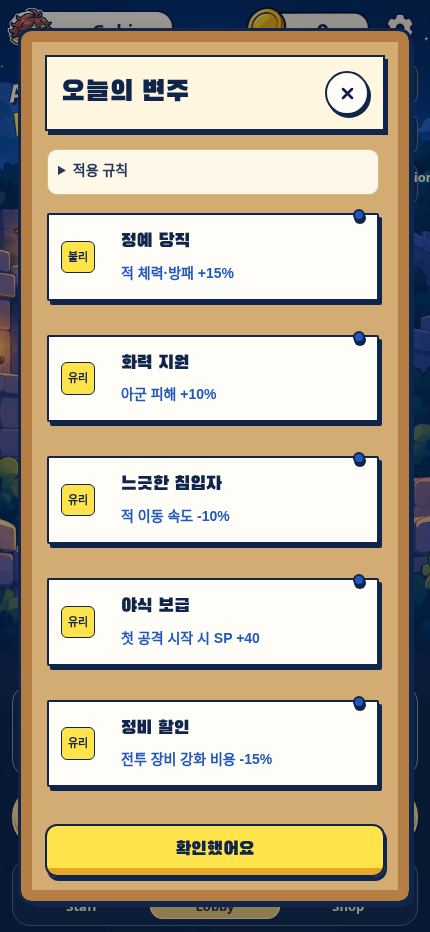 오늘의 변주
적용 규칙
불리
정예 당직
적 체력·방패 +15%
유리
화력 지원
아군 피해 +10%
유리
느긋한 침입자
적 이동 속도 -10%
유리
야식 보급
첫 공격 시작 시 SP +40
유리
정비 할인
전투 장비 강화 비용 -15%
확인했어요
Staff
Lobby
Shop